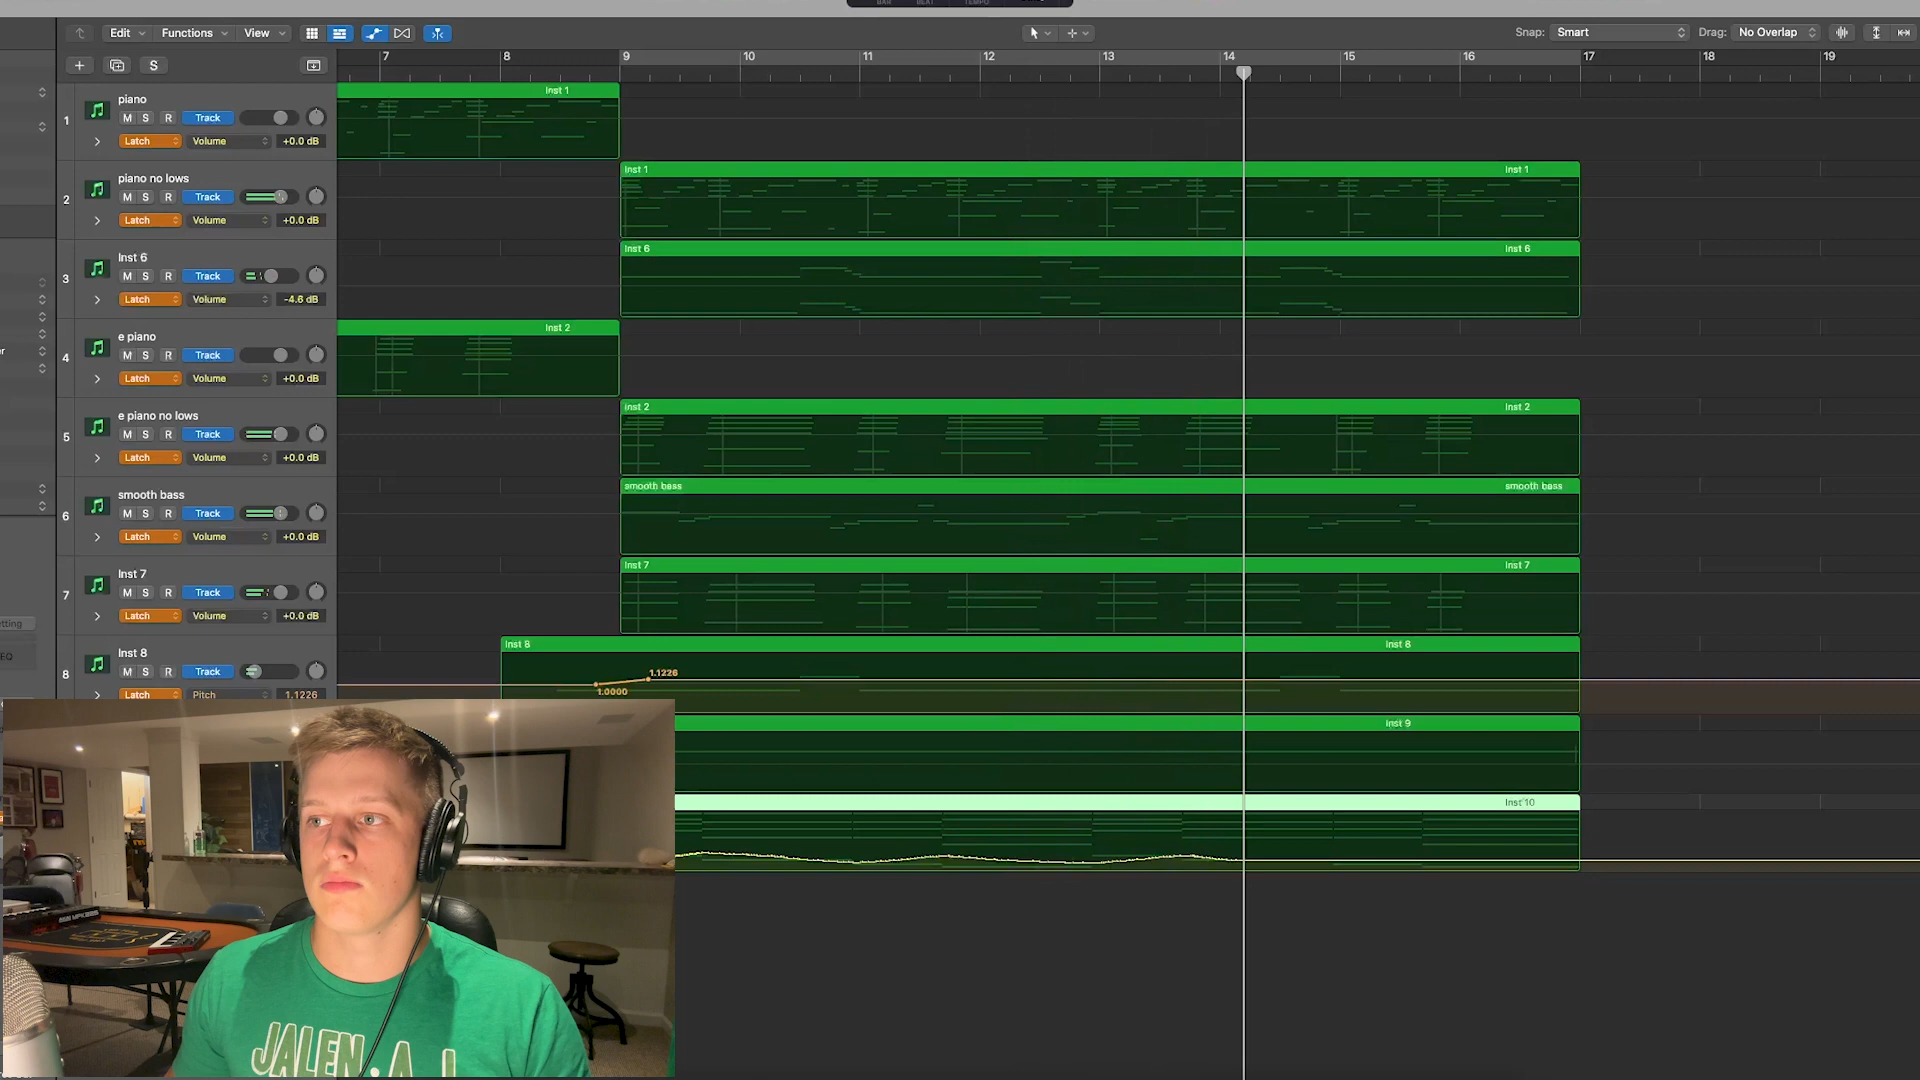 BAR BEAT TEMPO
Edit Functions View Snap: Smart Drag: No Overlap
S
7 8 9 10 11 12 13 14 15 16 17 18 19
1 piano
M S R Track
Latch Volume +0.0 dB
Inst 1
2 piano no lows
M S R Track
Latch Volume +0.0 dB
Inst 1 Inst 1
3 Inst 6
M S R Track
Latch Volume -4.6 dB
Inst 6 Inst 6
4 e piano
M S R Track
Latch Volume +0.0 dB
Inst 2
5 e piano no lows
M S R Track
Latch Volume +0.0 dB
Inst 2 Inst 2
6 smooth bass
M S R Track
Latch Volume +0.0 dB
smooth bass smooth bass
7 Inst 7
M S R Track
Latch Volume +0.0 dB
Inst 7 Inst 7
8 Inst 8
M S R Track
Latch Pitch 1.1226
Inst 8 Inst 8
1.1226
1.0000
Inst 9
Inst 10
etting
EQ
er
JALEN